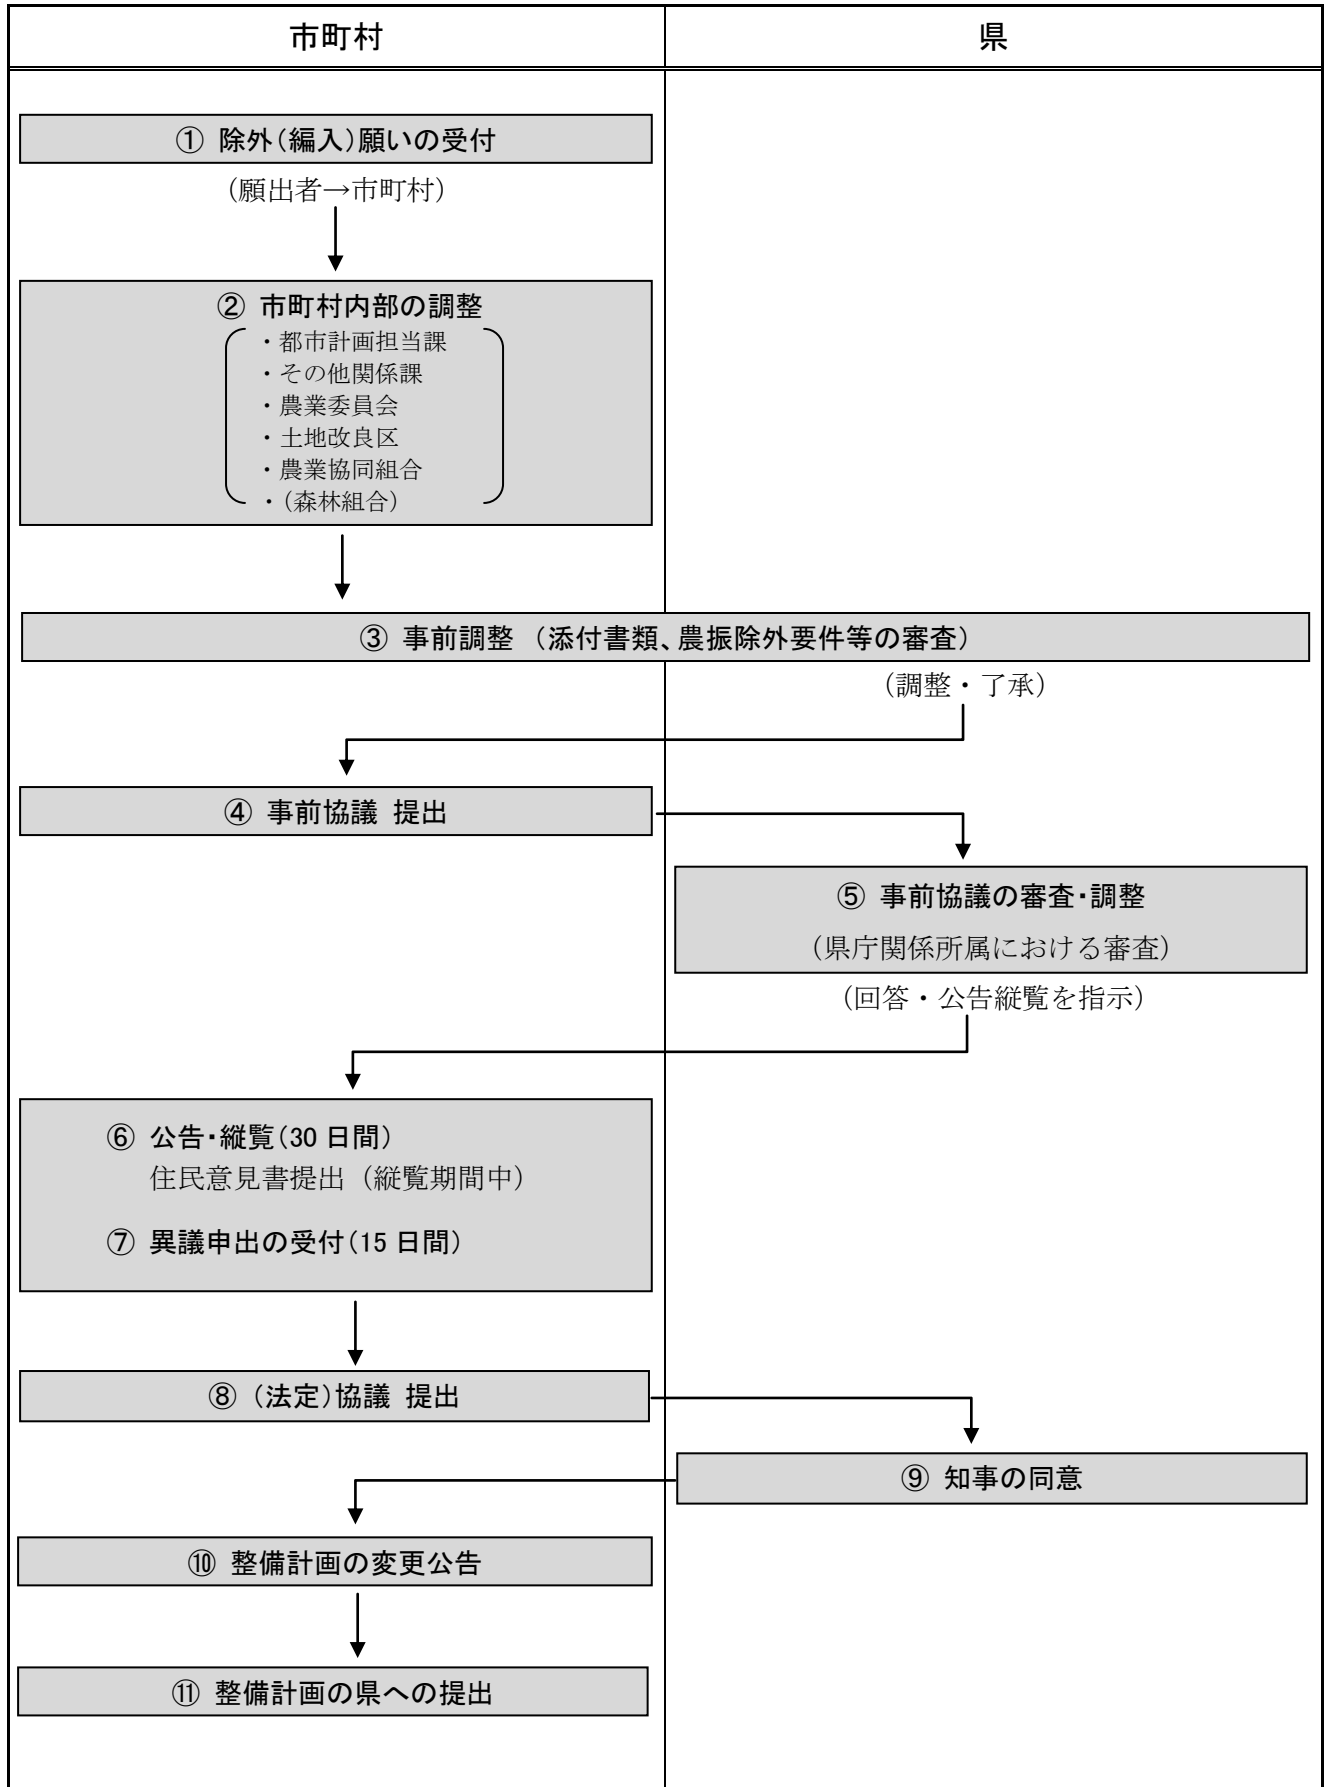 市町村
県
① 除外（編入）願いの受付
（願出者→市町村）
② 市町村内部の調整
・都市計画担当課
・その他関係課
・農業委員会
・土地改良区
・農業協同組合
・（森林組合）
③ 事前調整 （添付書類、農振除外要件等の審査）
（調整・了承）
④ 事前協議 提出
⑤ 事前協議の審査・調整
（県庁関係所属における審査）
（回答・公告縦覧を指示）
⑥ 公告・縦覧（30 日間）
住民意見書提出（縦覧期間中）
⑦ 異議申出の受付（15 日間）
⑧ （法定）協議 提出
⑨ 知事の同意
⑩ 整備計画の変更公告
⑪ 整備計画の県への提出